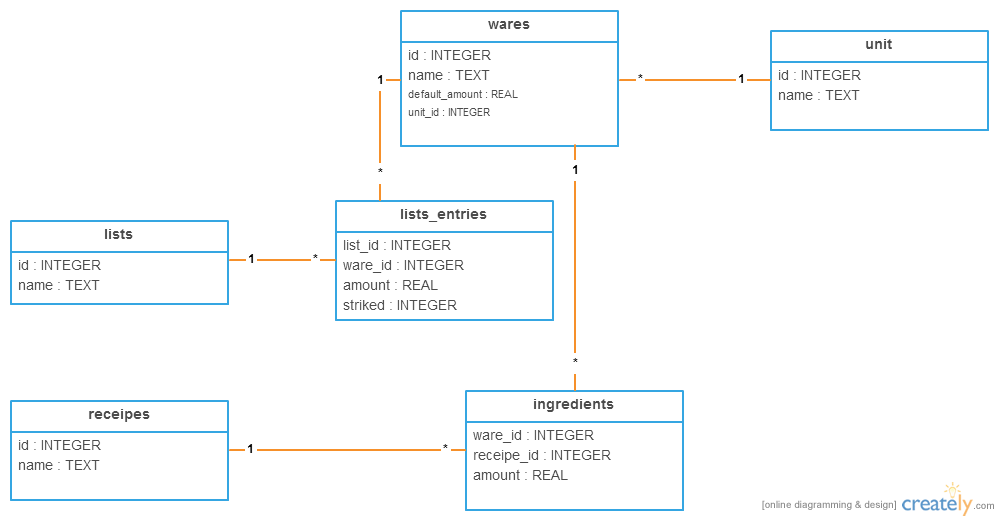 wares
id : INTEGER
name : TEXT
default_amount : REAL
unit_id : INTEGER
unit
id : INTEGER
name : TEXT
1
*
*
1
1
*
lists
id : INTEGER
name : TEXT
1
*
lists_entries
list_id : INTEGER
ware_id : INTEGER
amount : REAL
striked : INTEGER
*
receipes
id : INTEGER
name : TEXT
1
*
ingredients
ware_id : INTEGER
receipe_id : INTEGER
amount : REAL
[online diagramming & design] creately.com